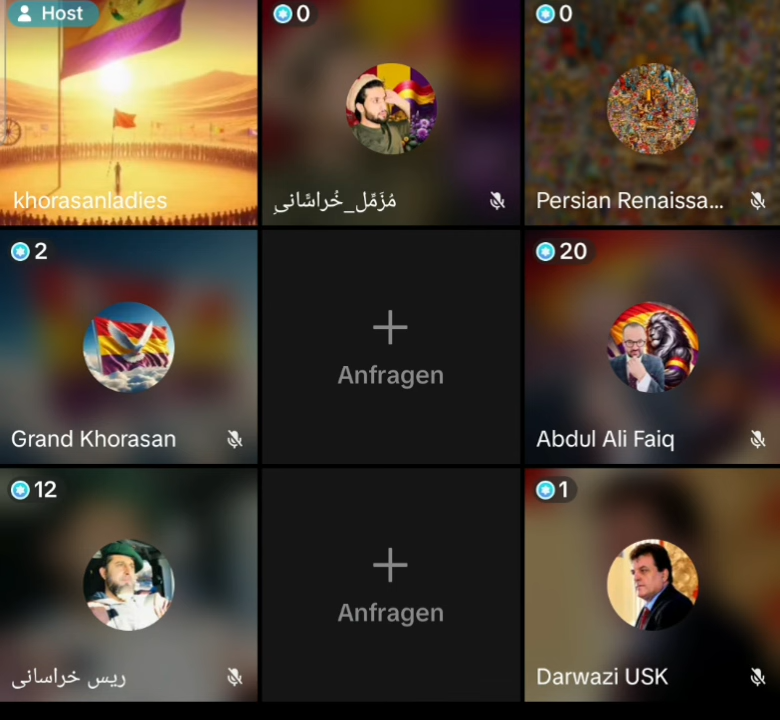 Host
khorasanladies
0
مُزَمِّل_خُراسَانیِ
0
Persian Renaissa...
2
Grand Khorasan
Anfragen
20
Abdul Ali Faiq
12
ریس خراسانی
Anfragen
1
Darwazi USK